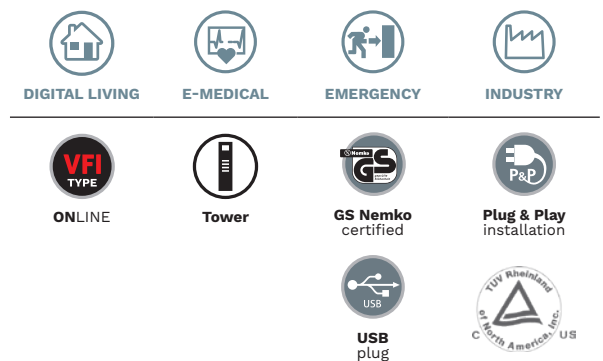 DIGITAL LIVING
E-MEDICAL
EMERGENCY
INDUSTRY
VFI
TYPE
ONLINE
Tower
Nemko
GS
GS Nemko
certified
P&P
Plug & Play
installation
USB
USB
plug
TUV Rheinland
of North America, Inc.
C US